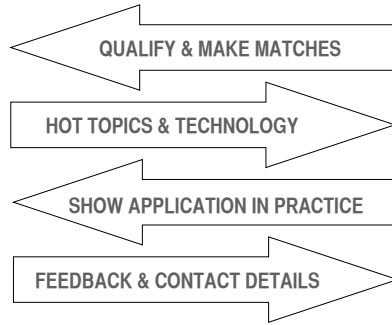 QUALIFY & MAKE MATCHES
HOT TOPICS & TECHNOLOGY
SHOW APPLICATION IN PRACTICE
FEEDBACK & CONTACT DETAILS